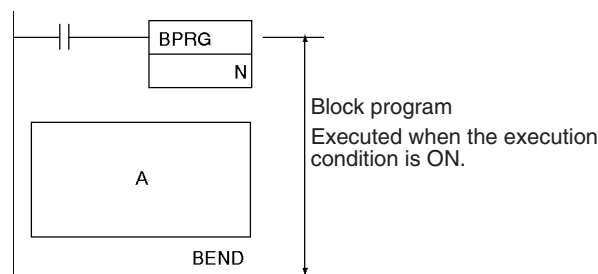 BPRG
N
Block program
Executed when the execution
condition is ON.
A
BEND